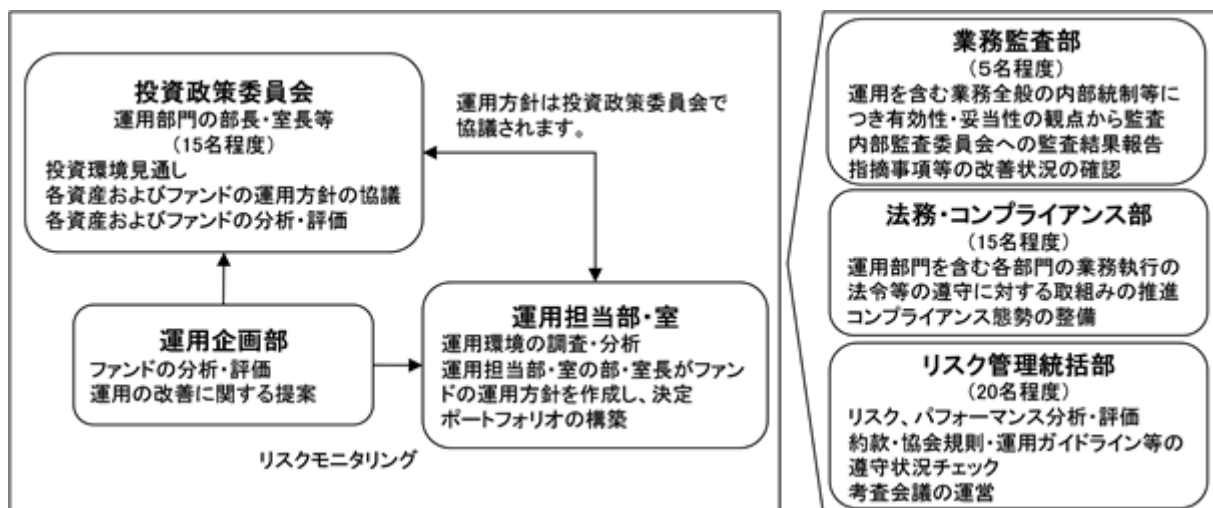 投資政策委員会
運用部門の部長・室長等
(15名程度)
投資環境見通し
各資産およびファンドの運用方針の協議
各資産およびファンドの分析・評価
運用方針は投資政策委員会で
協議されます。
運用企画部
ファンドの分析・評価
運用の改善に関する提案
運用担当部・室
運用環境の調査・分析
運用担当部・室の部・室長がファン
ドの運用方針を作成し、決定
ポートフォリオの構築
リスクモニタリング
業務監査部
(5名程度)
運用を含む業務全般の内部統制等に
つき有効性・妥当性の観点から監査
内部監査委員会への監査結果報告
指摘事項等の改善状況の確認
法務・コンプライアンス部
(15名程度)
運用部門を含む各部門の業務執行の
法令等の遵守に対する取組みの推進
コンプライアンス態勢の整備
リスク管理統括部
(20名程度)
リスク、パフォーマンス分析・評価
約款・協会規則・運用ガイドライン等の
遵守状況チェック
考査会議の運営